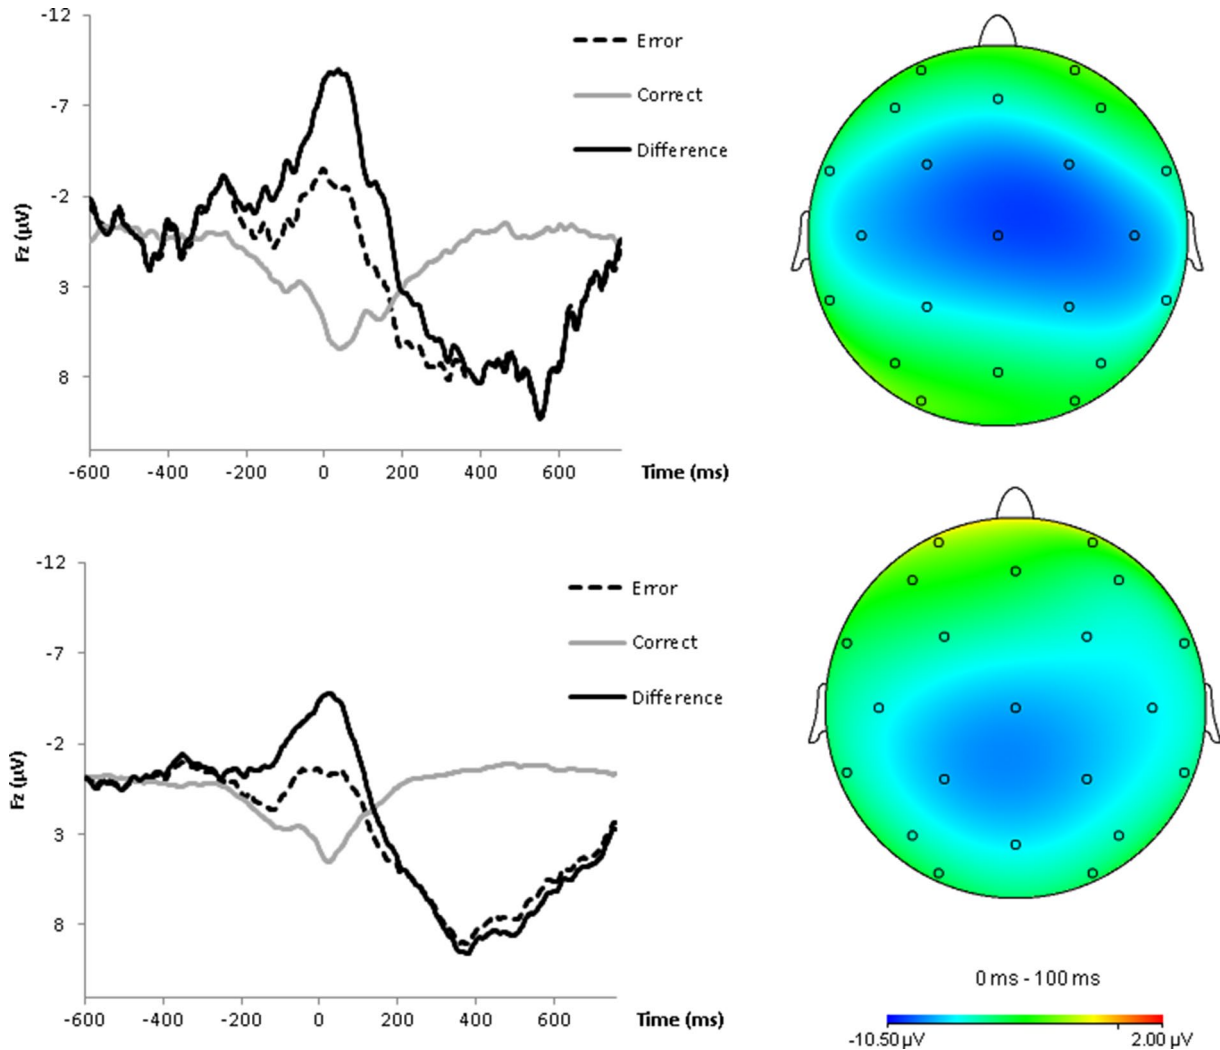 -12
-7
-2
3
8
Fz (µV)
-600 -400 -200 0 200 400 600 Time (ms)
Error
Correct
Difference
-12
-7
-2
3
8
Fz (µV)
-600 -400 -200 0 200 400 600 Time (ms)
Error
Correct
Difference
0 ms - 100 ms
-10.50 µV 2.00 µV